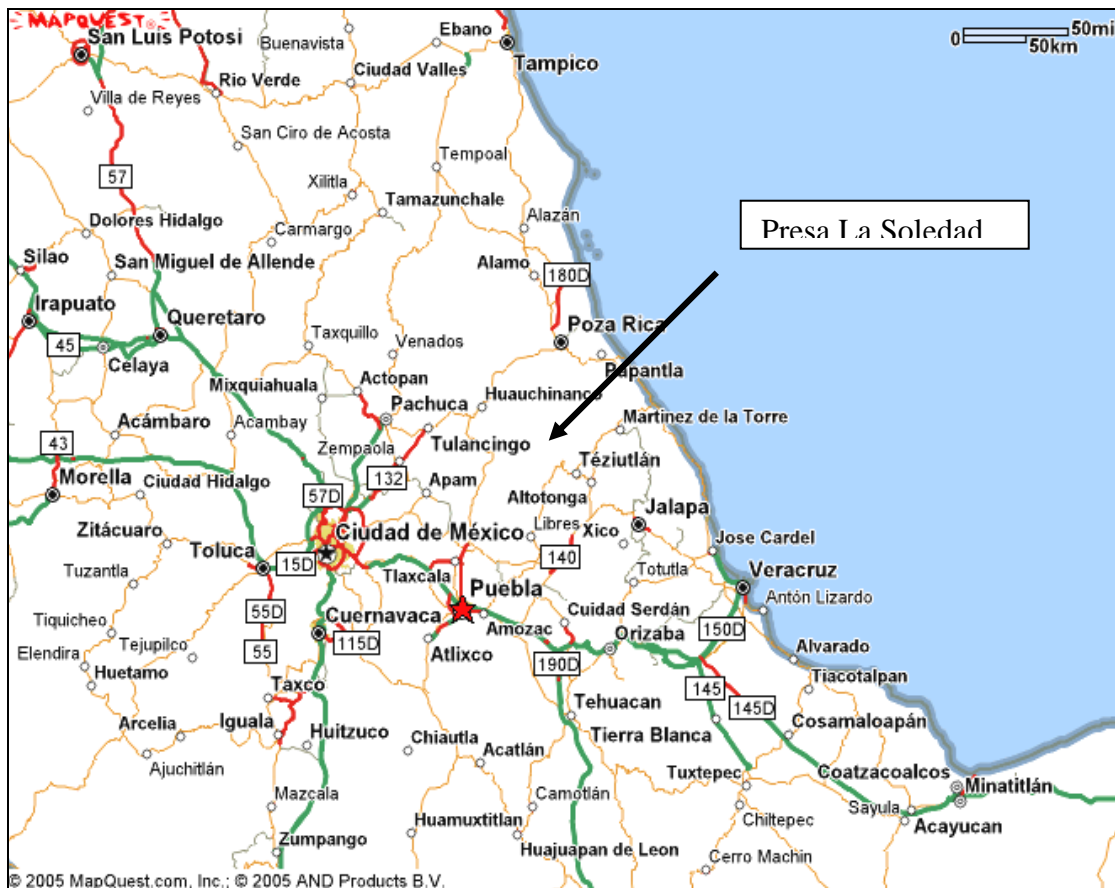 MAPQUEST
San Luis Potosi
Buenavista
Ebano
Tampico
50mi
0
50km
Rio Verde
Ciudad Valles
Villa de Reyes
San Ciro de Acosta
Tempoal
57
Xilitla
Tamazunchale
Dolores Hidalgo
Carmargo
Alazán
Presa La Soledad
Silao
San Miguel de Allende
Alamo
180D
Irapuato
Queretaro
Taxquillo
Venados
Poza Rica
45
Celaya
Papantla
Mixquiahuala
Actopan
Huauchinanco
Pachuca
Martinez de la Torre
Acámbaro
Acambay
Tulancingo
43
Zempaola
Téziutlán
Morella
Ciudad Hidalgo
57D
132
Apam
Altotonga
Jalapa
Zitácuaro
Ciudad de México
Libres
Xico
Jose Cardel
Toluca
15D
140
Tuzantla
Tlaxcala
Puebla
Totutla
Veracruz
Antón Lizardo
Tiquicheo
55D
Cuernavaca
Cuidad Serdán
Amozac
Orizaba
150D
Tejupilco
115D
Elendira
55
Atlixco
190D
Alvarado
Huetamo
Taxco
Tiacotalpan
Tehuacan
145
145D
Arcelia
Iguala
Huitzuco
Chiautla
Tierra Blanca
Cosamaloapán
Acatlán
Ajuchitlán
Tuxtepec
Coatzacoalcos
Minatitlán
Mazcala
Camotlán
Sayula
Chiltepec
Acayucan
Zumpango
Huamuxtitlan
Huajuapan de Leon
Cerro Machin
© 2005 MapQuest.com, Inc.; © 2005 AND Products B.V.